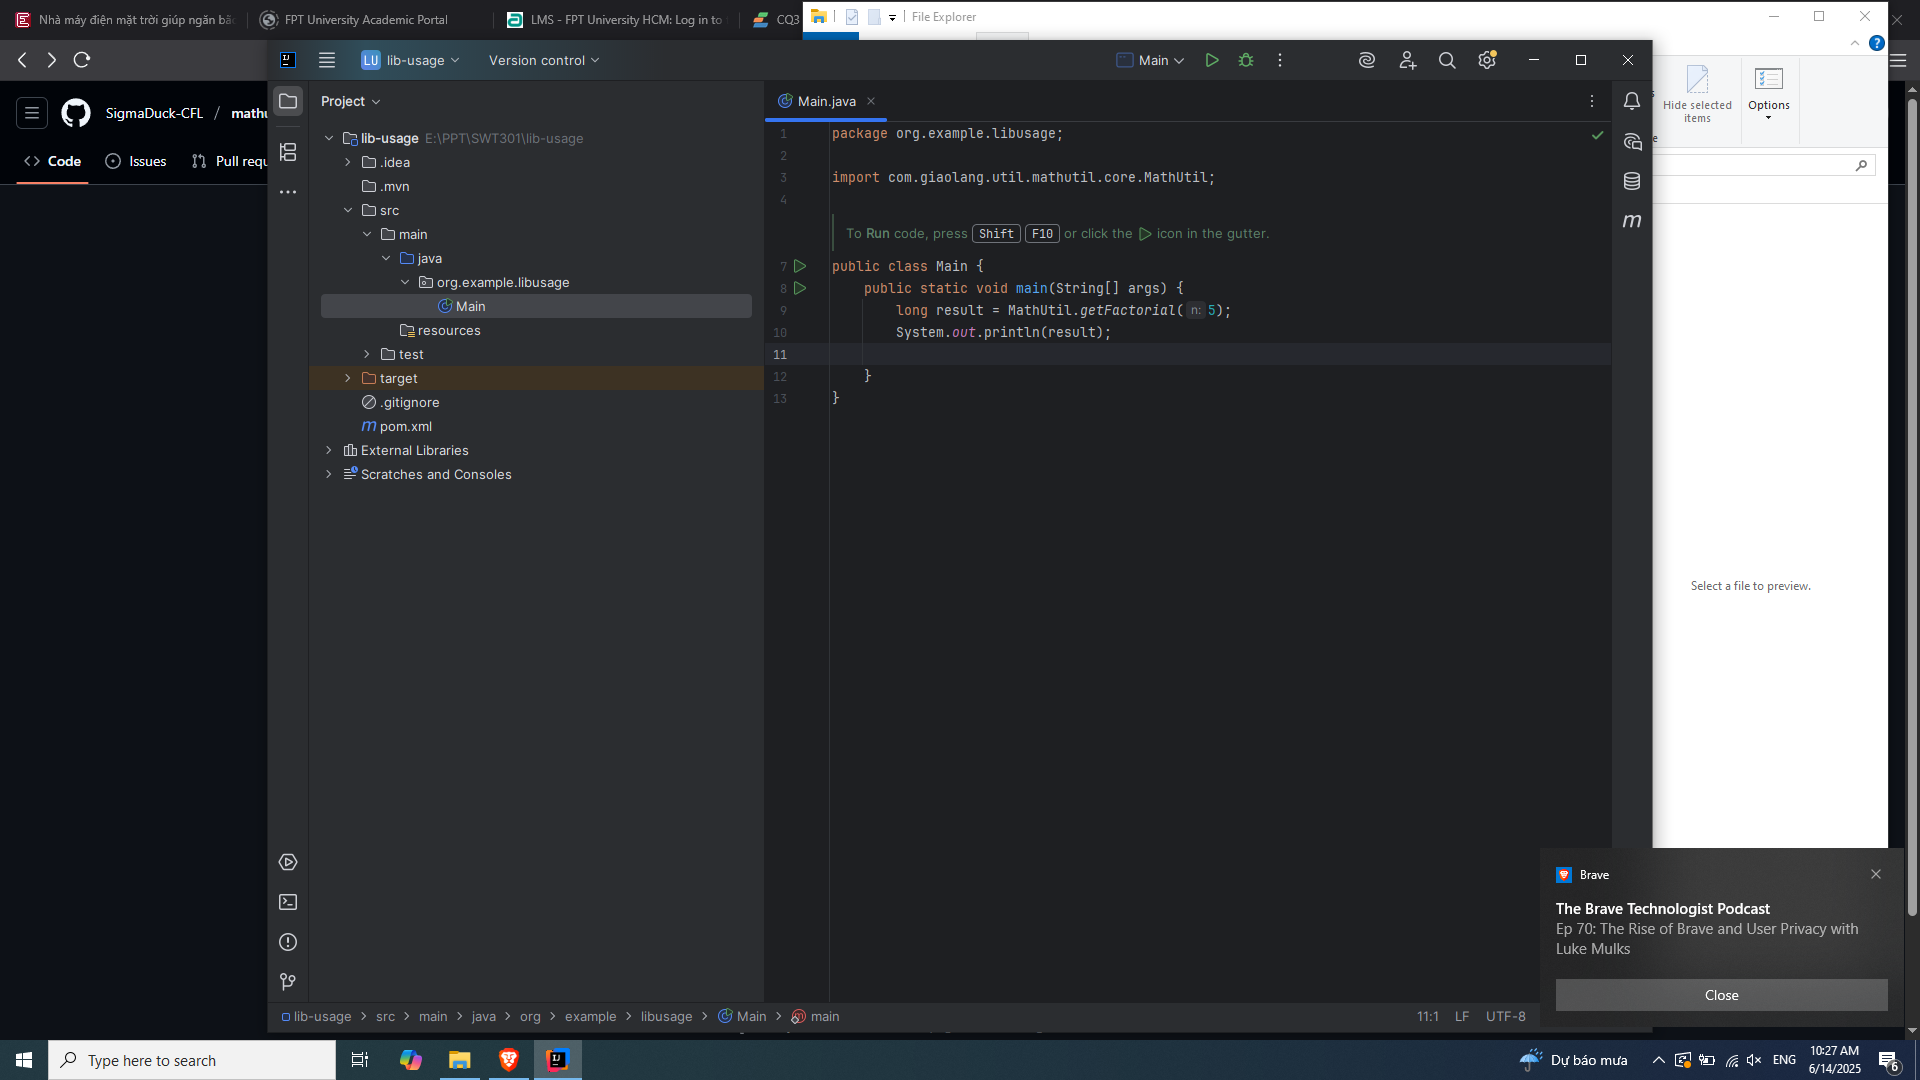 Nhà máy điện mặt trời giúp ngăn bão
FPT University Academic Portal
LMS - FPT University HCM: Log in to
CQ3
File Explorer
SigmaDuck-CFL / mathu
Code
Issues
Pull requ
LU lib-usage
Version control
Main
Project
lib-usage E:\PPT\SWT301\lib-usage
.idea
.mvn
src
main
java
org.example.libusage
Main
resources
test
target
.gitignore
pom.xml
External Libraries
Scratches and Consoles
Main.java
1 package org.example.libusage;
2
3 import com.giaolang.util.mathutil.core.MathUtil;
4
To Run code, press Shift F10 or click the icon in the gutter.
7 public class Main {
8 public static void main(String[] args) {
9 long result = MathUtil.getFactorial( n: 5);
10 System.out.println(result);
11
12 }
13 }
Hide selected
items
Options
Select a file to preview.
Brave
The Brave Technologist Podcast
Ep 70: The Rise of Brave and User Privacy with
Luke Mulks
Close
lib-usage > src > main > java > org > example > libusage > Main > main
11:1 LF UTF-8
Type here to search
Dự báo mưa
ENG
10:27 AM
6/14/2025
6